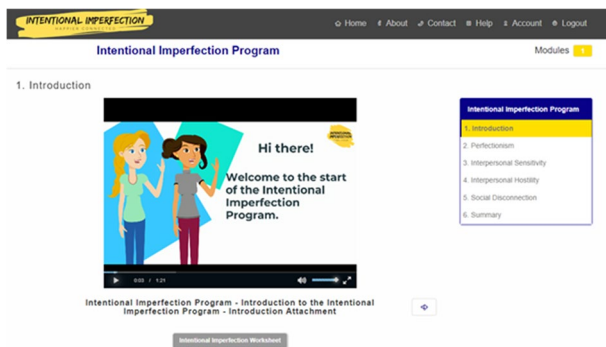 INTENTIONAL IMPERFECTION
HAPPIER CONNECTED
Home About Contact Help Account Logout
Intentional Imperfection Program
Modules 1
1. Introduction
Hi there!
Welcome to the start
of the Intentional
Imperfection
Program.
0:03 / 1:21
Intentional Imperfection Program - Introduction to the Intentional
Imperfection Program - Introduction Attachment
Intentional Imperfection Worksheet
Intentional Imperfection Program
1. Introduction
2. Perfectionism
3. Interpersonal Sensitivity
4. Interpersonal Hostility
5. Social Disconnection
6. Summary